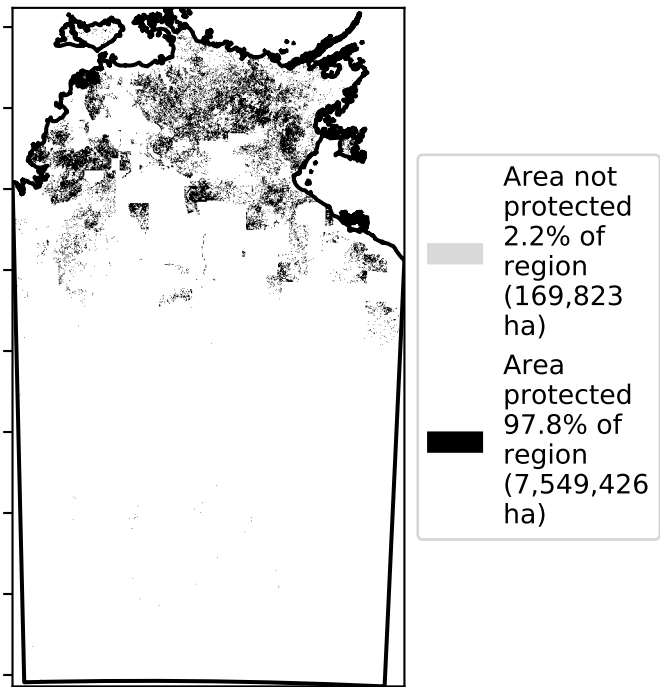 Area not
protected
2.2% of
region
(169,823
ha)
Area
protected
97.8% of
region
(7,549,426
ha)